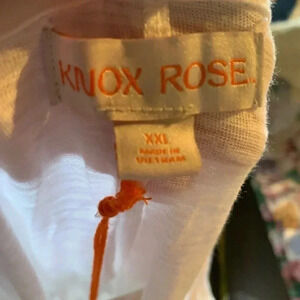 KNOX ROSE.
XXL
MADE IN
VIETNAM